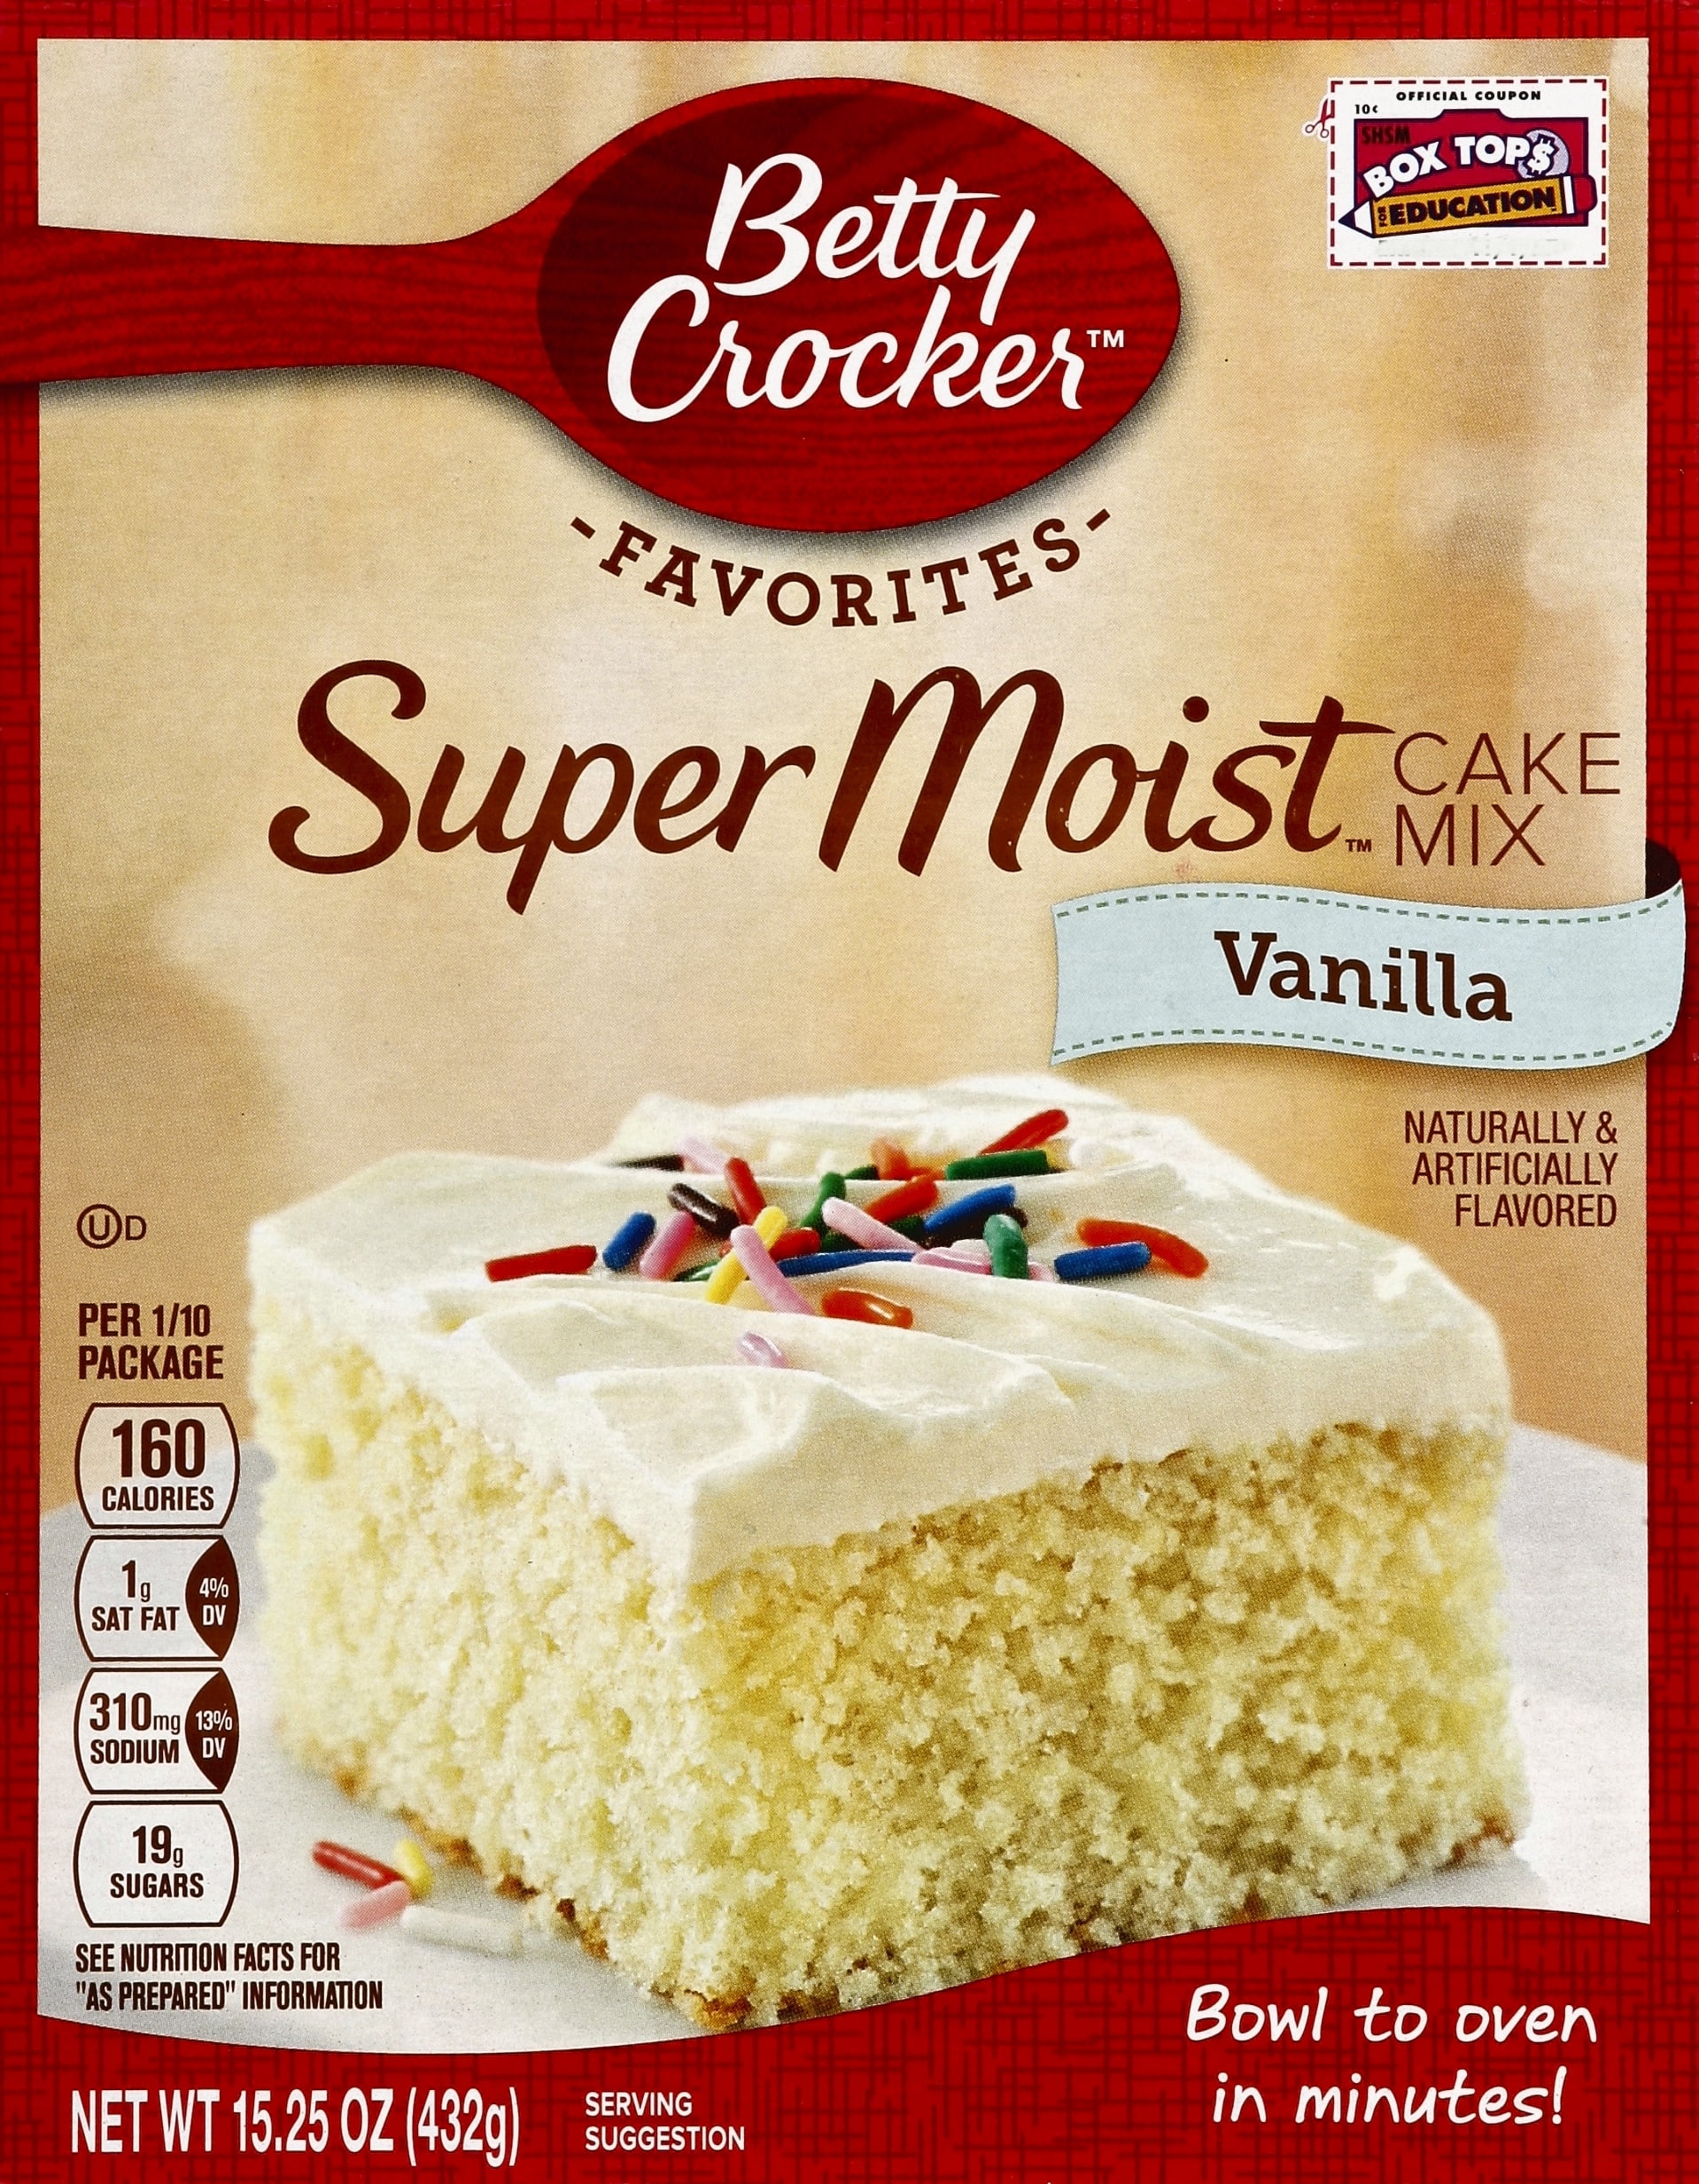 OFFICIAL COUPON
10¢
SHSM
BOX TOP$
FOR EDUCATION
Betty
Crocker™
-FAVORITES-
Super Moist™ CAKE
MIX
Vanilla
NATURALLY &
ARTIFICIALLY
FLAVORED
Ⓤ D
PER 1/10
PACKAGE
160
CALORIES
1g
SAT FAT
4%
DV
310mg
SODIUM
13%
DV
19g
SUGARS
SEE NUTRITION FACTS FOR
"AS PREPARED" INFORMATION
Bowl to oven
in minutes!
NET WT 15.25 OZ (432g)
SERVING
SUGGESTION